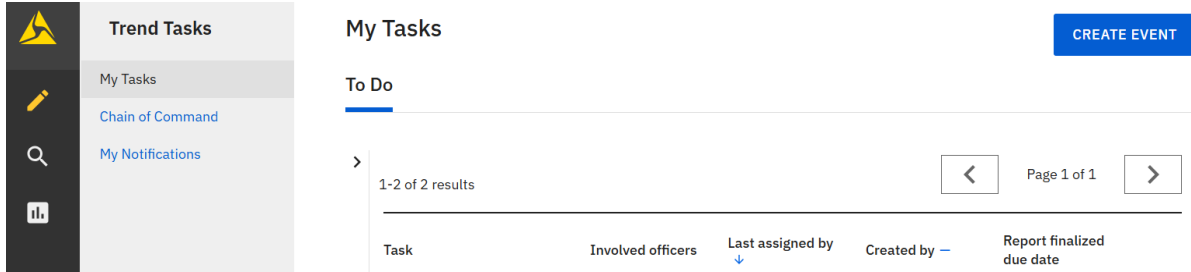 Trend Tasks
My Tasks
Chain of Command
My Notifications
My Tasks
CREATE EVENT
To Do
1-2 of 2 results
Page 1 of 1
Task
Involved officers
Last assigned by
Created by
Report finalized
due date